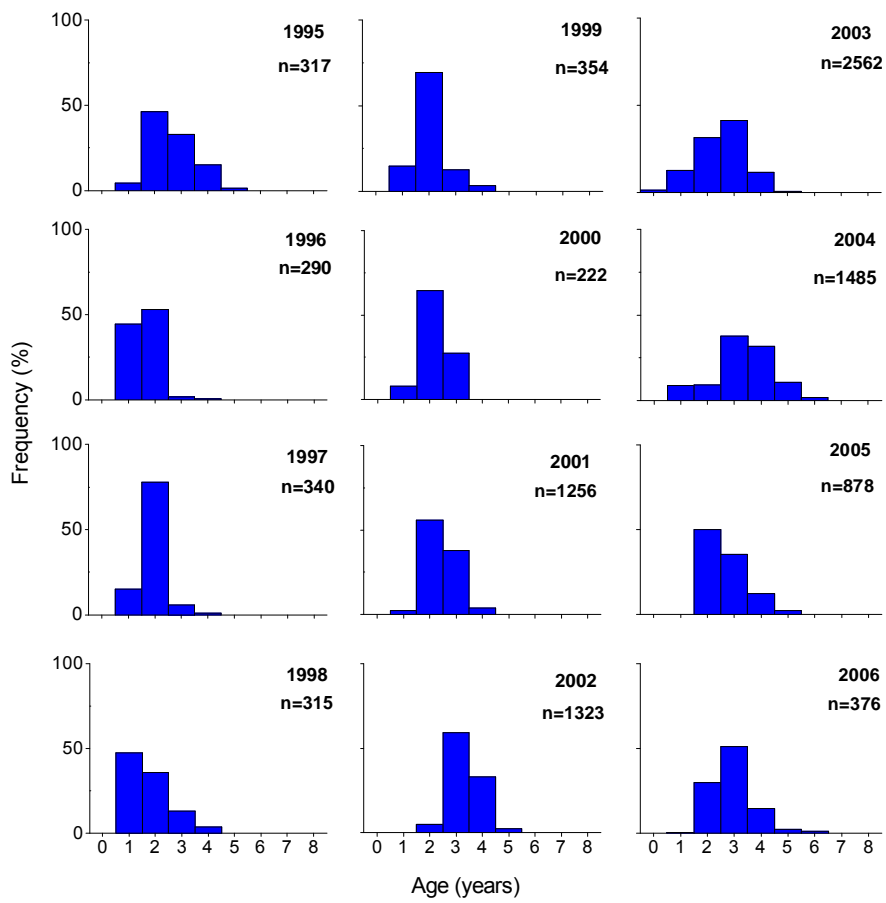 100
50
0
1995
n=317
1999
n=354
2003
n=2562
100
50
0
1996
n=290
2000
n=222
2004
n=1485
100
50
0
1997
n=340
2001
n=1256
2005
n=878
100
50
0
1998
n=315
2002
n=1323
2006
n=376
0 1 2 3 4 5 6 7 8
0 1 2 3 4 5 6 7 8
0 1 2 3 4 5 6 7 8
Frequency (%)
Age (years)